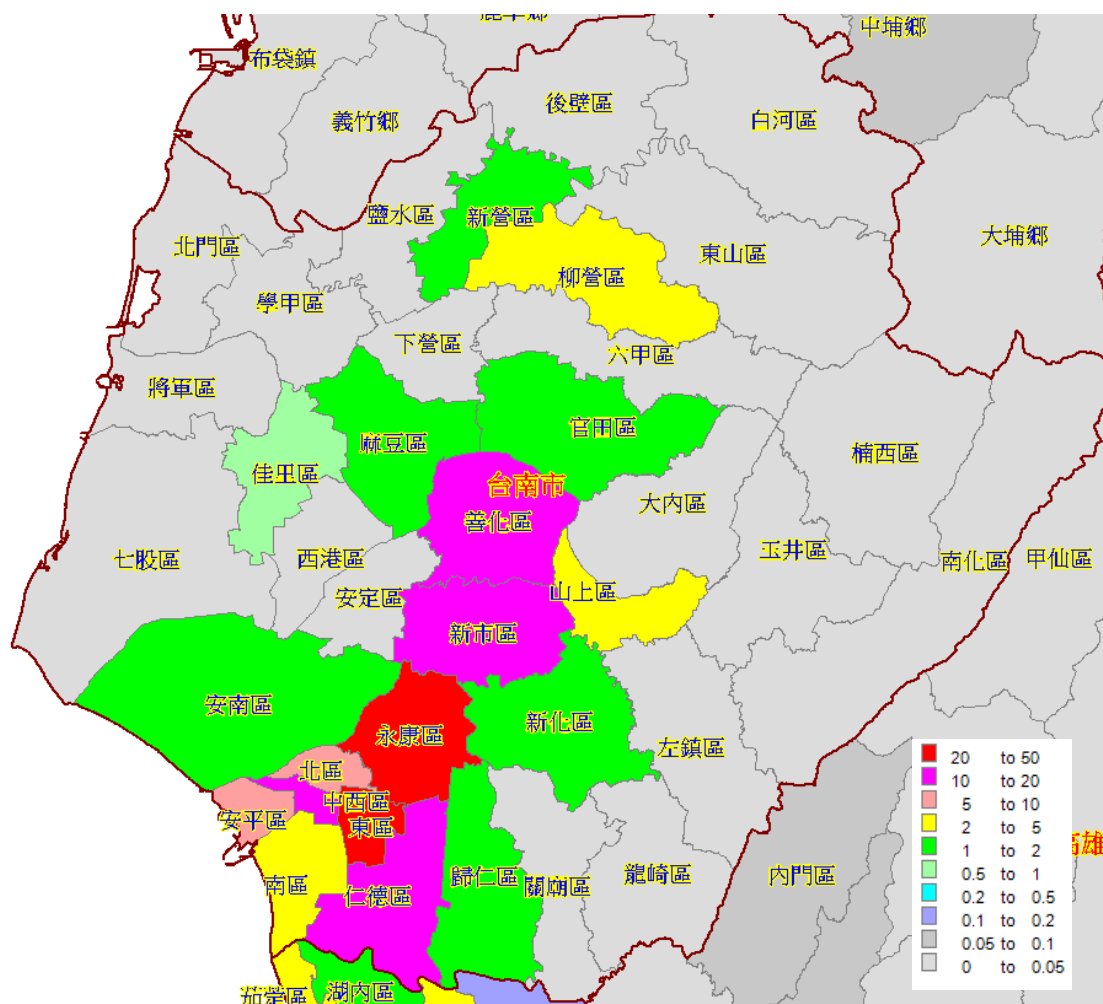 中埔鄉
布袋鎮
後壁區
義竹鄉
白河區
鹽水區
新營區
北門區
大埔鄉
東山區
柳營區
學甲區
下營區
六甲區
將軍區
官田區
麻豆區
楠西區
佳里區
台南市
大內區
善化區
玉井區
七股區
西港區
南化區
甲仙區
山上區
安定區
新市區
安南區
新化區
永康區
左鎮區
北區
中西區
安平區
東區
南區
仁德區
歸仁區
關廟區
龍崎區
內門區
高雄
湖內區
茄萣區
20 to 50
10 to 20
5 to 10
2 to 5
1 to 2
0.5 to 1
0.2 to 0.5
0.1 to 0.2
0.05 to 0.1
0 to 0.05